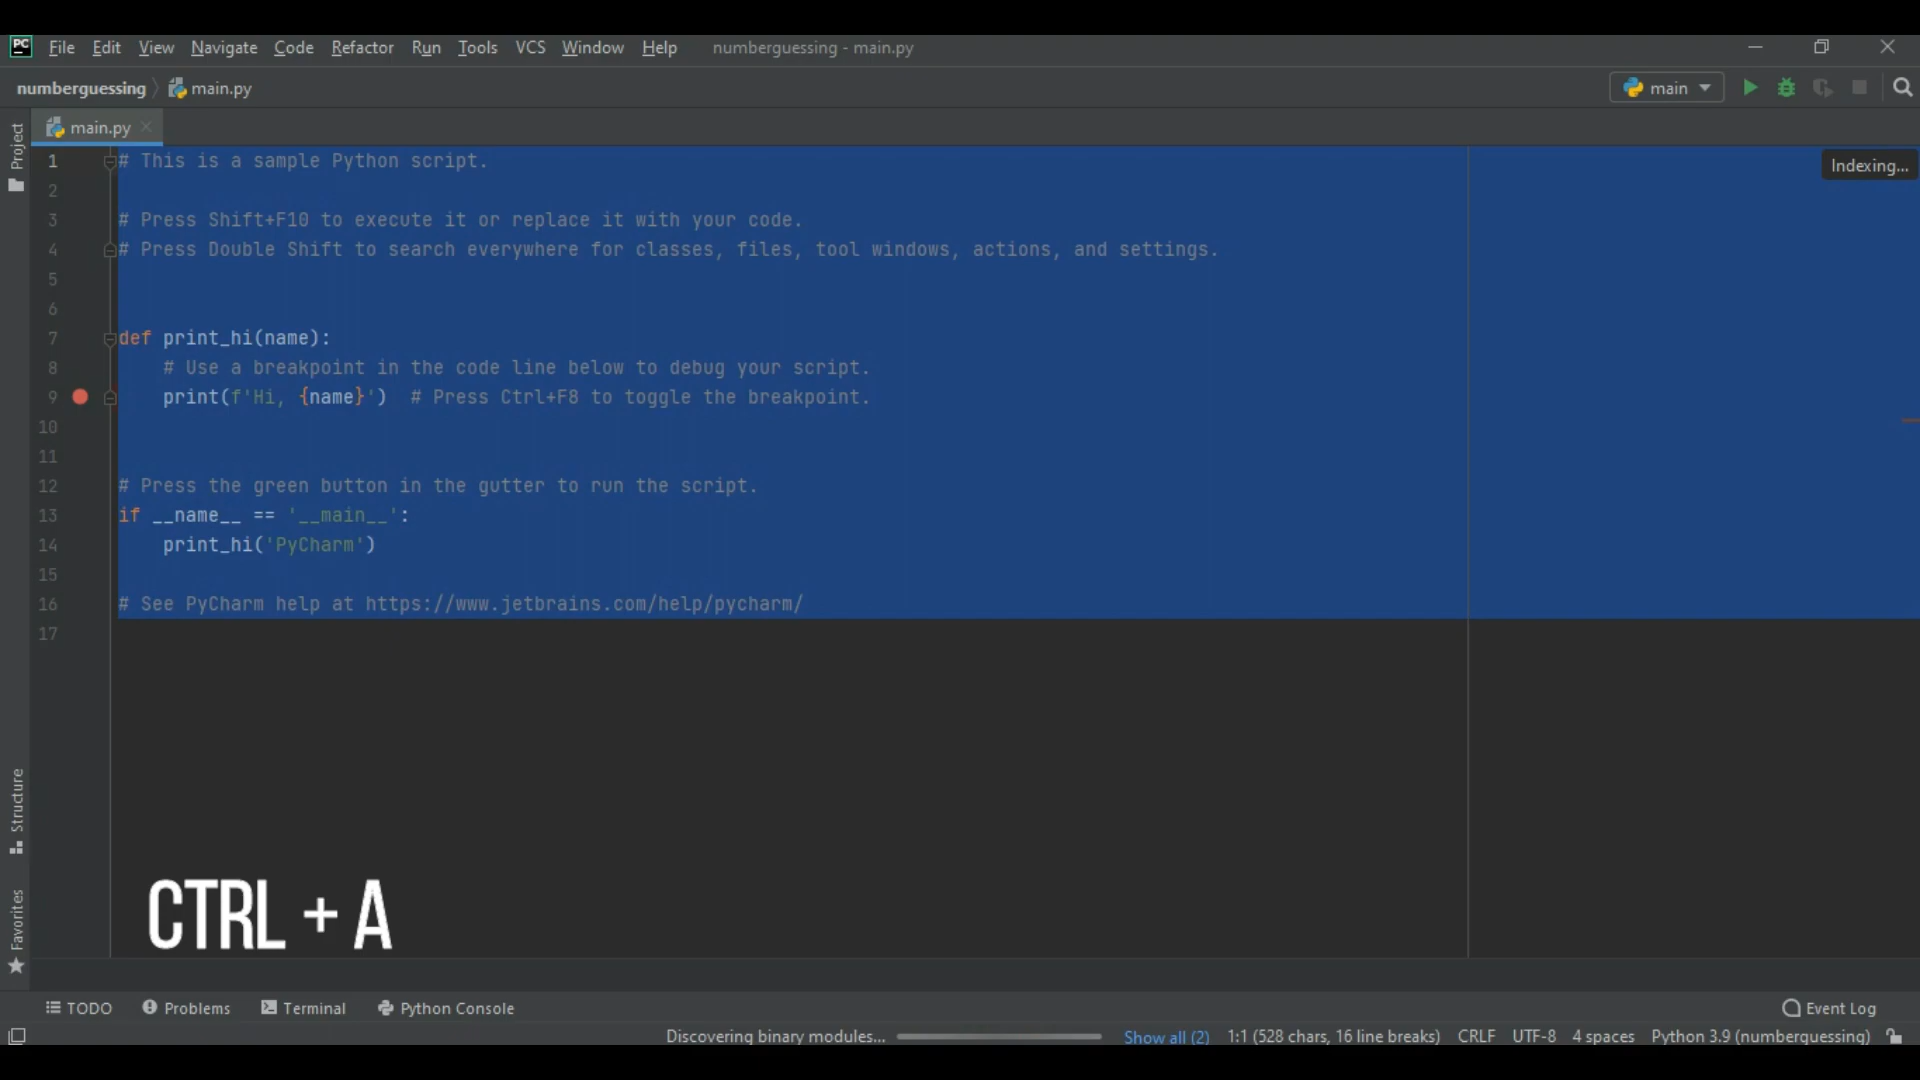 PC File Edit View Navigate Code Refactor Run Tools VCS Window Help numberguessing - main.py
numberguessing main.py main
main.py
Project
1 # This is a sample Python script.
Indexing...
2
3 # Press Shift+F10 to execute it or replace it with your code.
4 # Press Double Shift to search everywhere for classes, files, tool windows, actions, and settings.
5
6
7 def print_hi(name):
8     # Use a breakpoint in the code line below to debug your script.
9     print(f'Hi, {name}')  # Press Ctrl+F8 to toggle the breakpoint.
10
11
12 # Press the green button in the gutter to run the script.
13 if __name__ == '__main__':
14     print_hi('PyCharm')
15
16 # See PyCharm help at https://www.jetbrains.com/help/pycharm/
17
Structure
Favorites
CTRL + A
TODO Problems Terminal Python Console Event Log
Discovering binary modules... Show all (2) 1:1 (528 chars, 16 line breaks) CRLF UTF-8 4 spaces Python 3.9 (numberguessing)